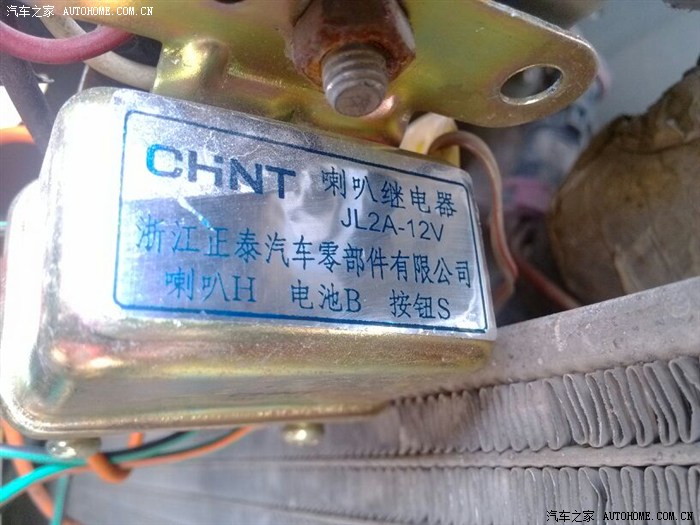 汽车之家 AUTOHOME.COM.CN
CHNT 喇叭继电器
JL2A-12V
浙江正泰汽车零部件有限公司
喇叭H 电池B 按钮S
汽车之家 AUTOHOME.COM.CN